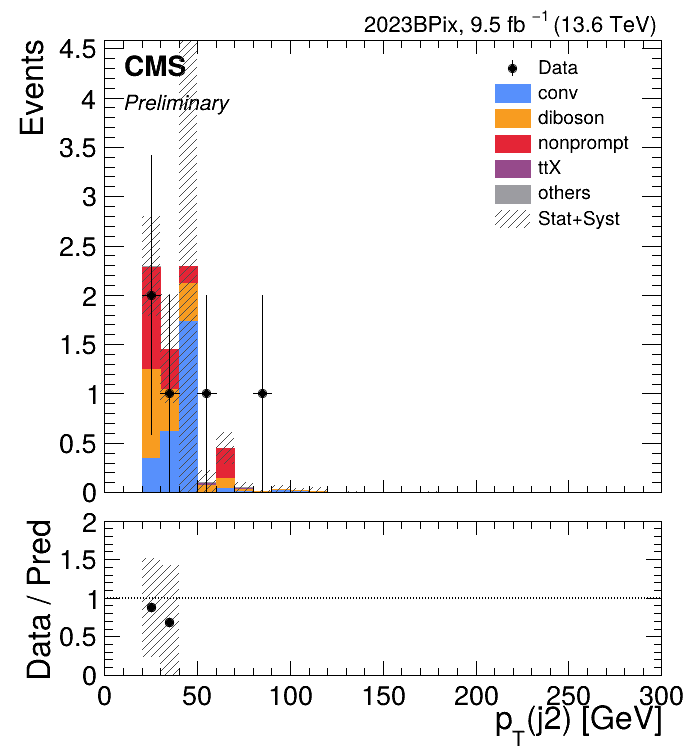 2023BPix, 9.5 fb⁻¹ (13.6 TeV)
CMS
Preliminary
Events
4.5
4
3.5
3
2.5
2
1.5
1
0.5
0
Data
conv
diboson
nonprompt
ttX
others
Stat+Syst
Data / Pred
2
1.5
1
0.5
0
0 50 100 150 200 250 300
p_T(j2) [GeV]